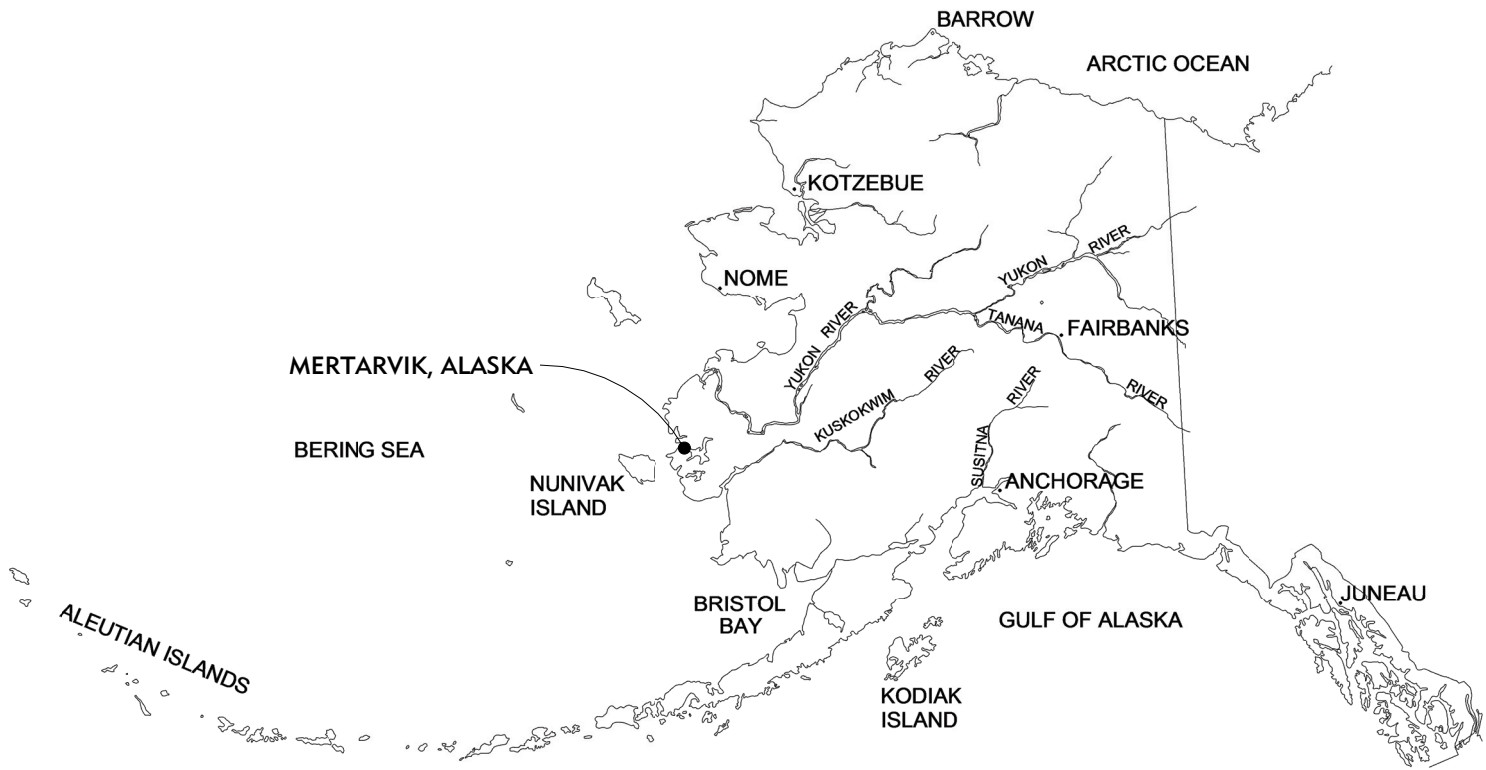 BARROW
ARCTIC OCEAN
KOTZEBUE
YUKON RIVER
NOME
YUKON RIVER
TANANA RIVER
FAIRBANKS
MERTARVIK, ALASKA
KUSKOKWIM RIVER
SUSITNA RIVER
BERING SEA
NUNIVAK
ISLAND
ANCHORAGE
BRISTOL
BAY
JUNEAU
GULF OF ALASKA
ALEUTIAN ISLANDS
KODIAK
ISLAND